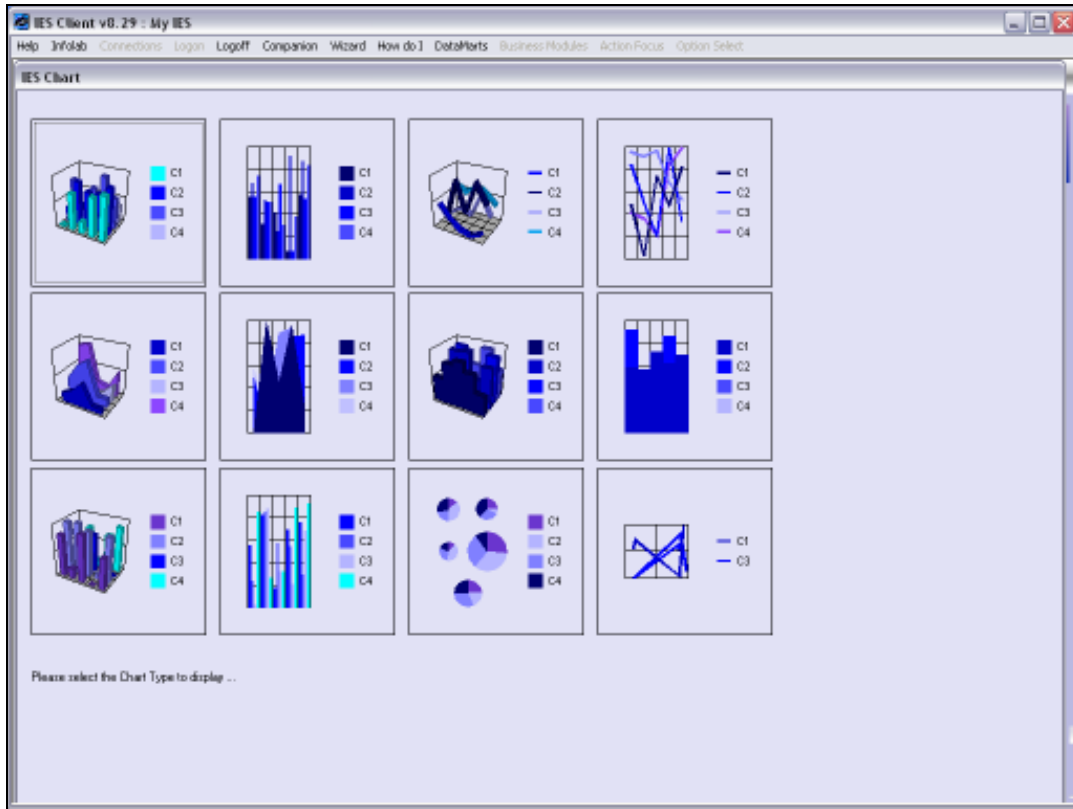 IES Client v8.29 : My IES
Help Infolab Connections Logon Logoff Companion Wizard How do I DataMarts Business Modules Action Focus Option Select
IES Chart
C1
C2
C3
C4
C1
C2
C3
C4
C1
C2
C3
C4
C1
C2
C3
C4
C1
C2
C3
C4
C1
C2
C3
C4
C1
C2
C3
C4
C1
C2
C3
C4
C1
C2
C3
C4
C1
C2
C3
C4
C1
C2
C3
C4
C1
C3
Please select the Chart Type to display ...